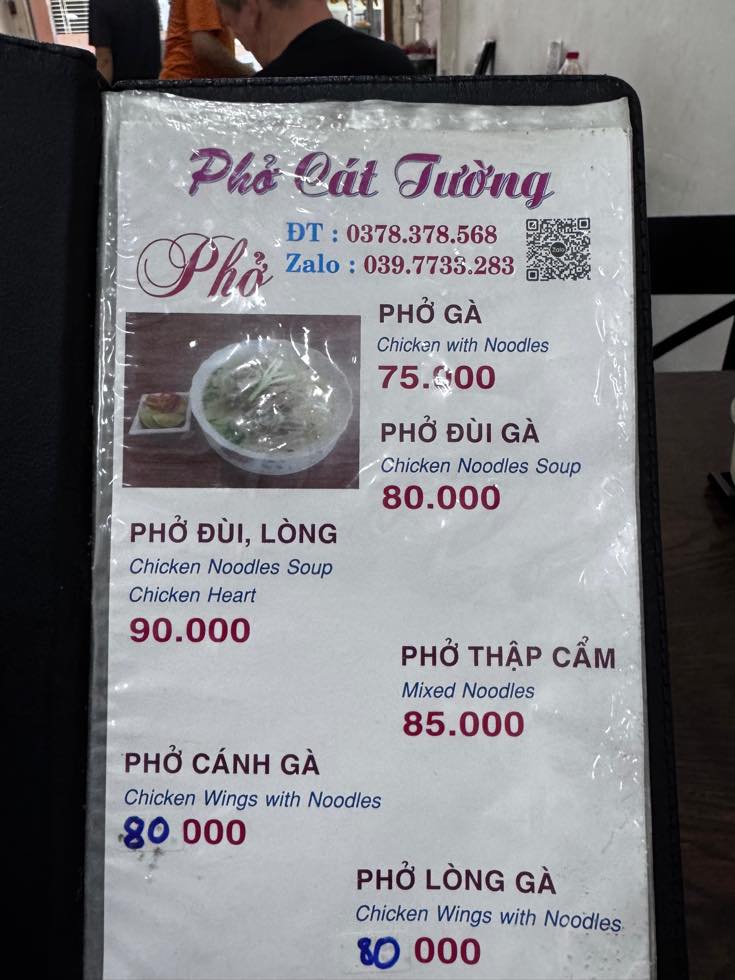 Phở Cát Tường
ĐT : 0378.378.568
Phở
Zalo : 039.7733.283
Zalo
PHỞ GÀ
Chicken with Noodles
75.000
PHỞ ĐÙI GÀ
Chicken Noodles Soup
80.000
PHỞ ĐÙI, LÒNG
Chicken Noodles Soup
Chicken Heart
90.000
PHỞ THẬP CẨM
Mixed Noodles
85.000
PHỞ CÁNH GÀ
Chicken Wings with Noodles
80 000
PHỞ LÒNG GÀ
Chicken Wings with Noodles
80 000